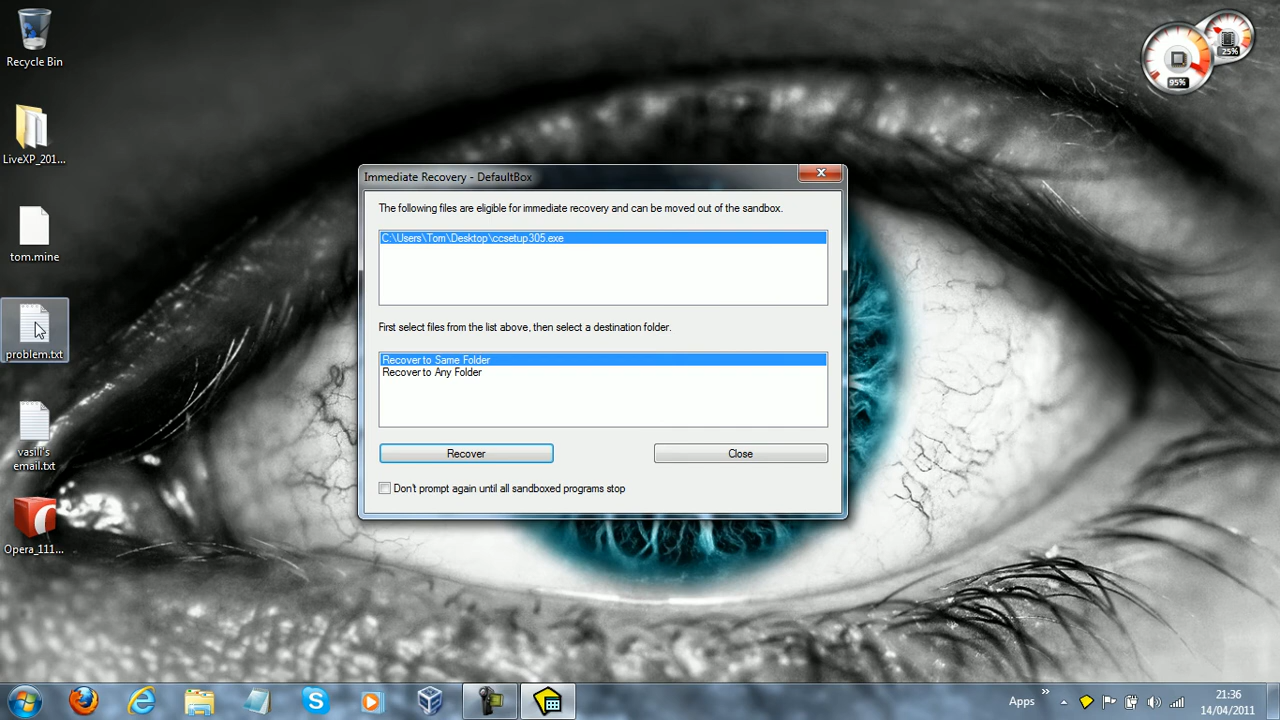 Recycle Bin
LiveXP_201...
tom.mine
problem.txt
vasili's
email.txt
Opera_111...
95%
25%
Immediate Recovery - DefaultBox
The following files are eligible for immediate recovery and can be moved out of the sandbox.
C:\Users\Tom\Desktop\ccsetup305.exe
First select files from the list above, then select a destination folder.
Recover to Same Folder
Recover to Any Folder
Recover
Close
Don't prompt again until all sandboxed programs stop
Apps
21:36
14/04/2011